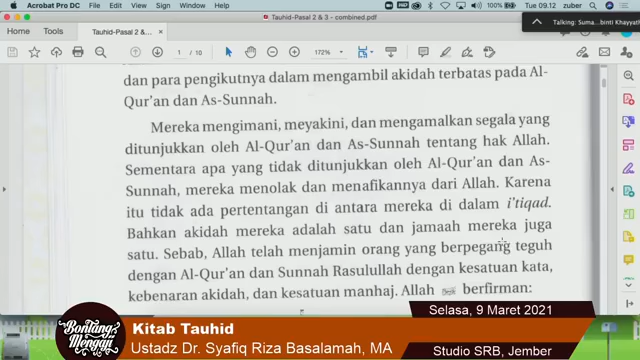 Acrobat Pro DC File Edit View Window Help
Tue 09.12 zuber
Tauhid-Pasal 2 & 3 - combined.pdf
Talking: Suma... binti Khayyath
Home Tools Tauhid-Pasal 2 &...
1 / 10 172%
dan para pengikutnya dalam mengambil akidah terbatas pada Al-
Qur'an dan As-Sunnah.
Mereka mengimani, meyakini, dan mengamalkan segala yang
ditunjukkan oleh Al-Qur'an dan As-Sunnah tentang hak Allah.
Sementara apa yang tidak ditunjukkan oleh Al-Qur'an dan As-
Sunnah, mereka menolak dan menafikannya dari Allah. Karena
itu tidak ada pertentangan di antara mereka di dalam i'tiqad.
Bahkan akidah mereka adalah satu dan jamaah mereka juga
satu. Sebab, Allah telah menjamin orang yang berpegang teguh
dengan Al-Qur'an dan Sunnah Rasulullah dengan kesatuan kata,
kebenaran akidah, dan kesatuan manhaj. Allah berfirman:
Selasa, 9 Maret 2021
Bontang Mengaji
Kitab Tauhid
Ustadz Dr. Syafiq Riza Basalamah, MA
Studio SRB, Jember